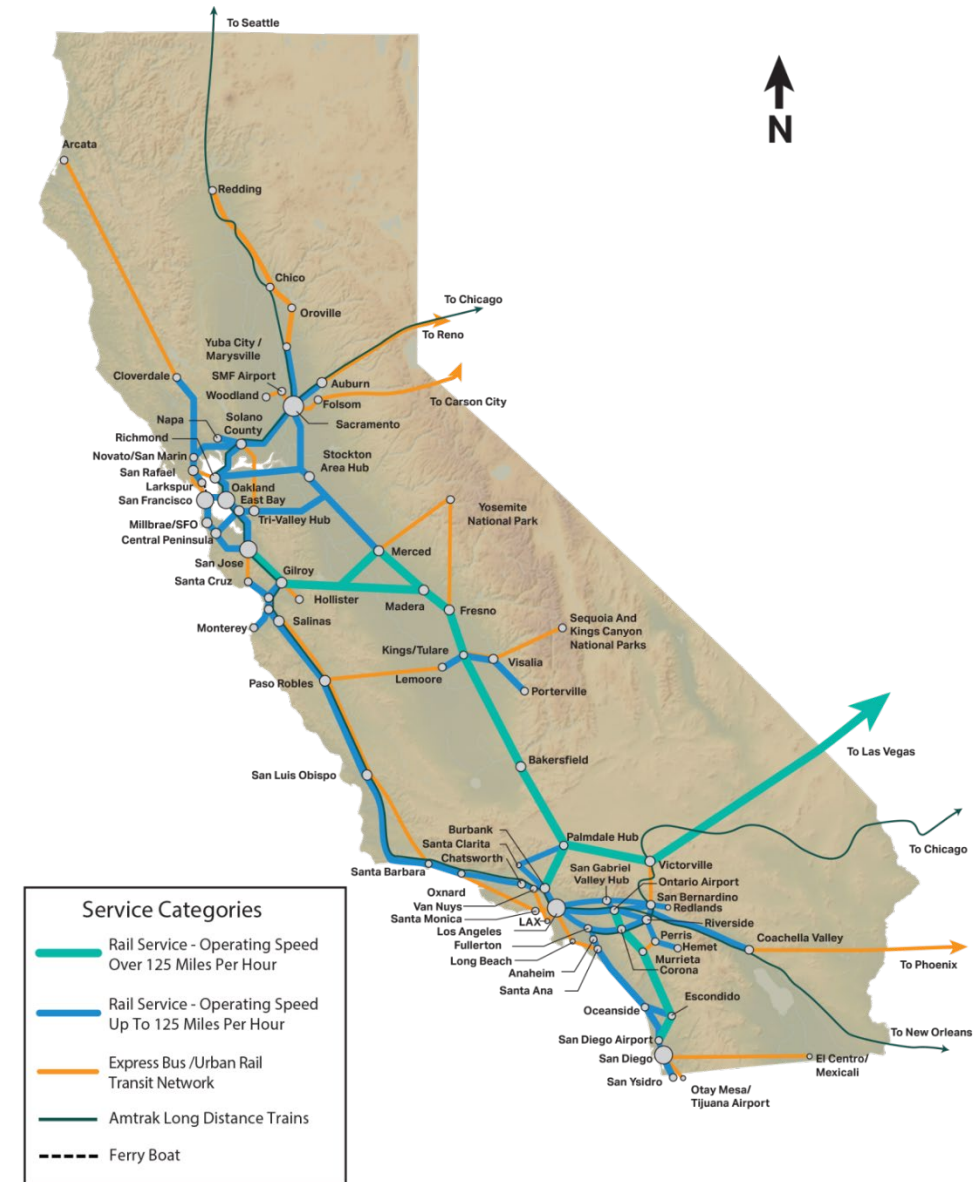 To Seattle
N
Arcata
Redding
Chico
Oroville
To Chicago
To Reno
Yuba City /
Marysville
Cloverdale
SMF Airport
Auburn
Woodland
Folsom
To Carson City
Napa
Solano
County
Sacramento
Richmond
Novato/San Marin
Stockton
Area Hub
San Rafael
Larkspur
Oakland
San Francisco
East Bay
Yosemite
National Park
Tri-Valley Hub
Millbrae/SFO
Central Peninsula
Merced
San Jose
Gilroy
Santa Cruz
Hollister
Madera
Fresno
Salinas
Monterey
Sequoia And
Kings Canyon
National Parks
Kings/Tulare
Visalia
Lemoore
Paso Robles
Porterville
To Las Vegas
Bakersfield
San Luis Obispo
Burbank
Palmdale Hub
Santa Clarita
Chatsworth
To Chicago
Victorville
Santa Barbara
San Gabriel
Valley Hub
Ontario Airport
Oxnard
San Bernardino
Van Nuys
Redlands
Santa Monica
LAX
Riverside
Los Angeles
Perris
Coachella Valley
Fullerton
Hemet
Long Beach
Murrieta
To Phoenix
Corona
Anaheim
Santa Ana
Escondido
Oceanside
To New Orleans
San Diego Airport
San Diego
El Centro/
Mexicali
San Ysidro
Otay Mesa/
Tijuana Airport
Service Categories
Rail Service - Operating Speed
Over 125 Miles Per Hour
Rail Service - Operating Speed
Up To 125 Miles Per Hour
Express Bus /Urban Rail
Transit Network
Amtrak Long Distance Trains
Ferry Boat